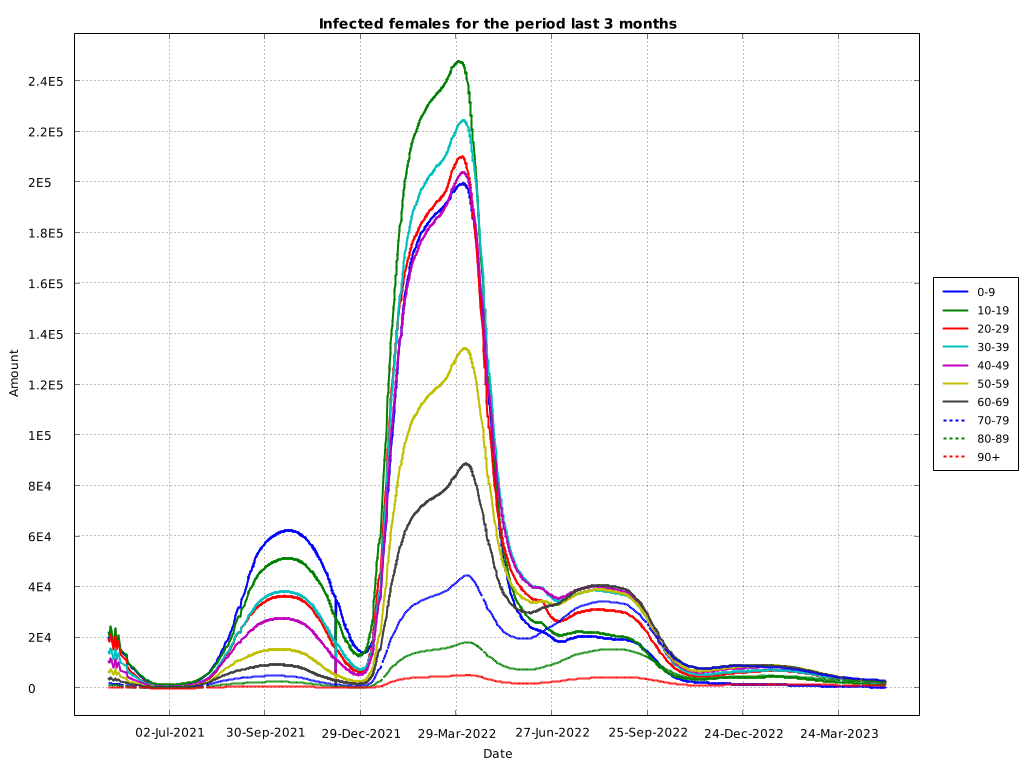 Infected females for the period last 3 months
2.4E5
2.2E5
2E5
1.8E5
1.6E5
1.4E5
1.2E5
1E5
8E4
6E4
4E4
2E4
0
Amount
02-Jul-2021 30-Sep-2021 29-Dec-2021 29-Mar-2022 27-Jun-2022 25-Sep-2022 24-Dec-2022 24-Mar-2023
Date
0-9
10-19
20-29
30-39
40-49
50-59
60-69
70-79
80-89
90+